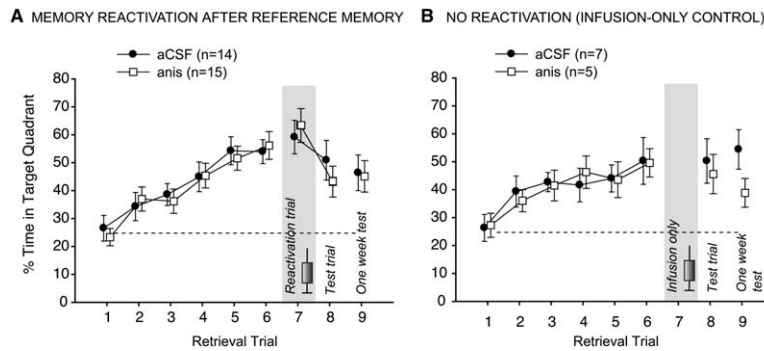 A MEMORY REACTIVATION AFTER REFERENCE MEMORY
aCSF (n=14)
anis (n=15)
% Time in Target Quadrant
80
70
60
50
40
30
20
10
0
Reactivation trial
Test trial
One week test
1 2 3 4 5 6 7 8 9
Retrieval Trial
B NO REACTIVATION (INFUSION-ONLY CONTROL)
aCSF (n=7)
anis (n=5)
80
70
60
50
40
30
20
10
0
Infusion only
Test trial
One week
test
1 2 3 4 5 6 7 8 9
Retrieval Trial